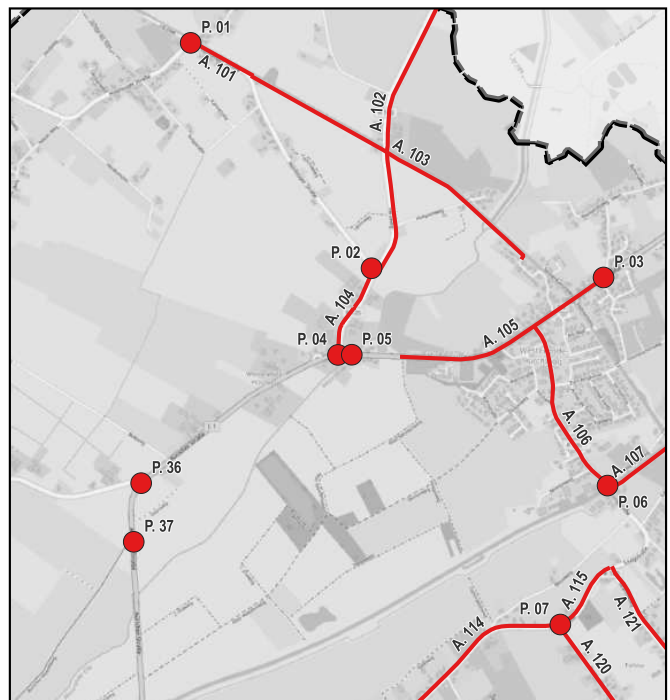 P. 01
A. 101
A. 102
A. 103
P. 02
P. 03
A. 104
P. 04
P. 05
A. 105
A. 106
A. 107
P. 36
P. 06
P. 37
P. 07
A. 115
A. 114
A. 121
A. 120